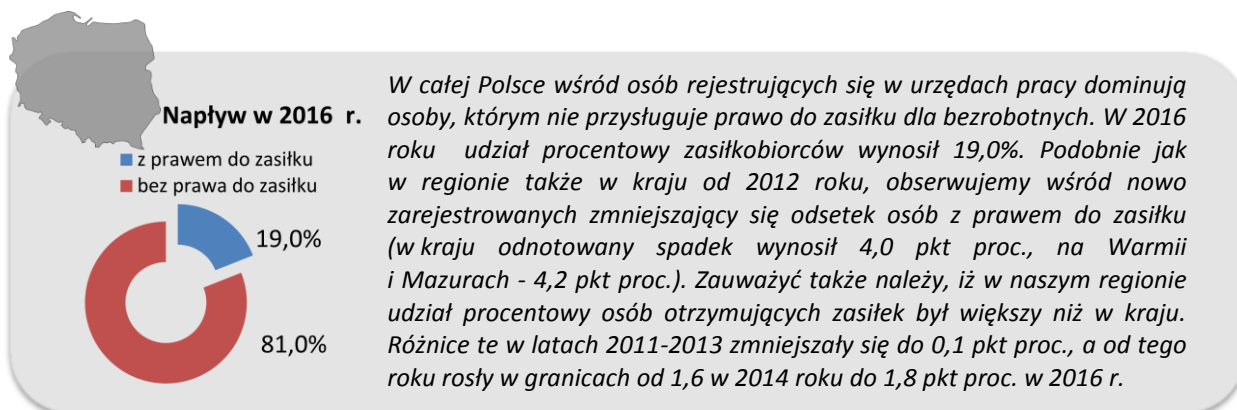 Napływ w 2016 r.
z prawem do zasiłku
bez prawa do zasiłku
19,0%
81,0%
W całej Polsce wśród osób rejestrujących się w urzędach pracy dominują
osoby, którym nie przysługuje prawo do zasiłku dla bezrobotnych. W 2016
roku udział procentowy zasiłkobiorców wynosił 19,0%. Podobnie jak
w regionie także w kraju od 2012 roku, obserwujemy wśród nowo
zarejestrowanych zmniejszający się odsetek osób z prawem do zasiłku
(w kraju odnotowany spadek wynosił 4,0 pkt proc., na Warmii
i Mazurach - 4,2 pkt proc.). Zauważyć także należy, iż w naszym regionie
udział procentowy osób otrzymujących zasiłek był większy niż w kraju.
Różnice te w latach 2011-2013 zmniejszały się do 0,1 pkt proc., a od tego
roku rosły w granicach od 1,6 w 2014 roku do 1,8 pkt proc. w 2016 r.